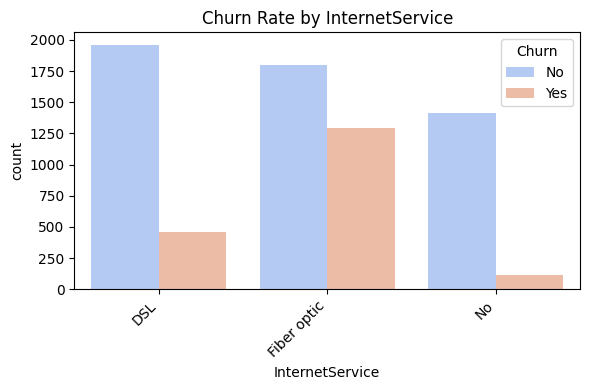 Churn Rate by InternetService
2000
1750
1500
1250
1000
750
500
250
0
count
Churn
No
Yes
DSL
Fiber optic
No
InternetService